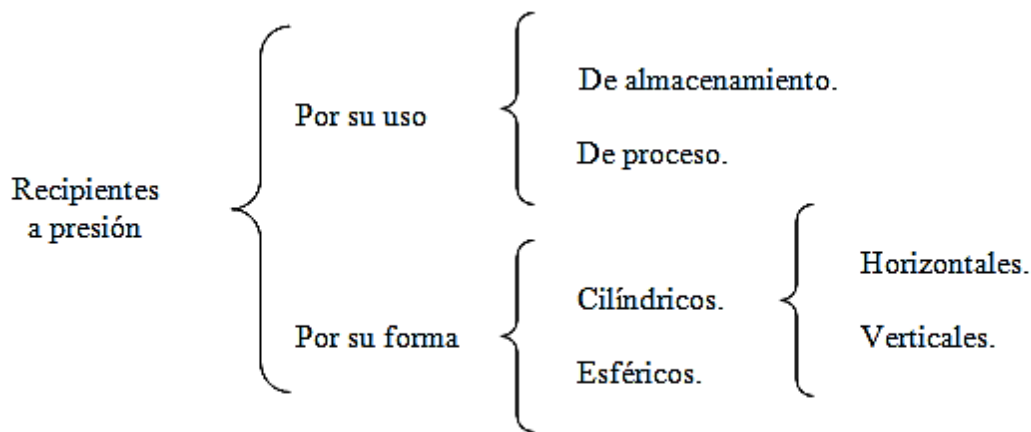 Recipientes
a presión
Por su uso
De almacenamiento.
De proceso.
Por su forma
Cilíndricos.
Esféricos.
Horizontales.
Verticales.